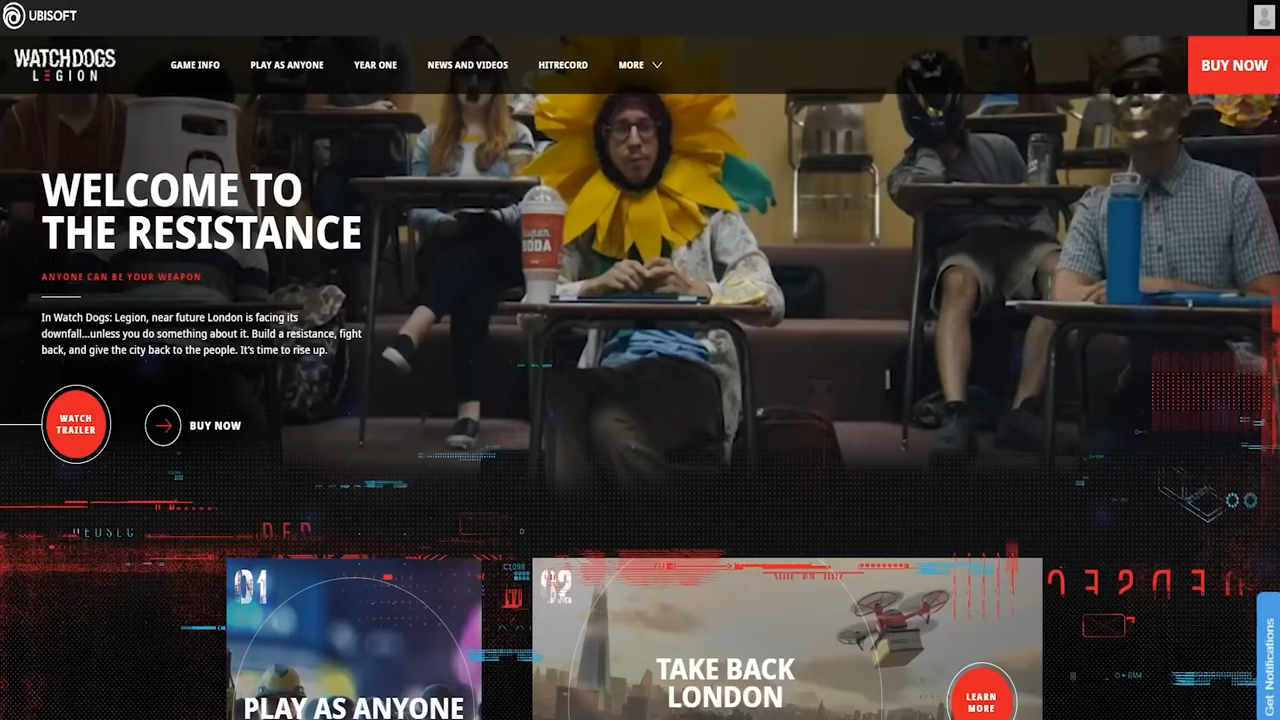 UBISOFT
WATCH DOGS
LEGION
GAME INFO
PLAY AS ANYONE
YEAR ONE
NEWS AND VIDEOS
HITRECORD
MORE
BUY NOW
WELCOME TO
THE RESISTANCE
ANYONE CAN BE YOUR WEAPON
In Watch Dogs: Legion, near future London is facing its
downfall...unless you do something about it. Build a resistance, fight
back, and give the city back to the people. It's time to rise up.
WATCH
TRAILER
BUY NOW
super
SODA
01
PLAY AS ANYONE
02
TAKE BACK
LONDON
LEARN
MORE
Get Notifications